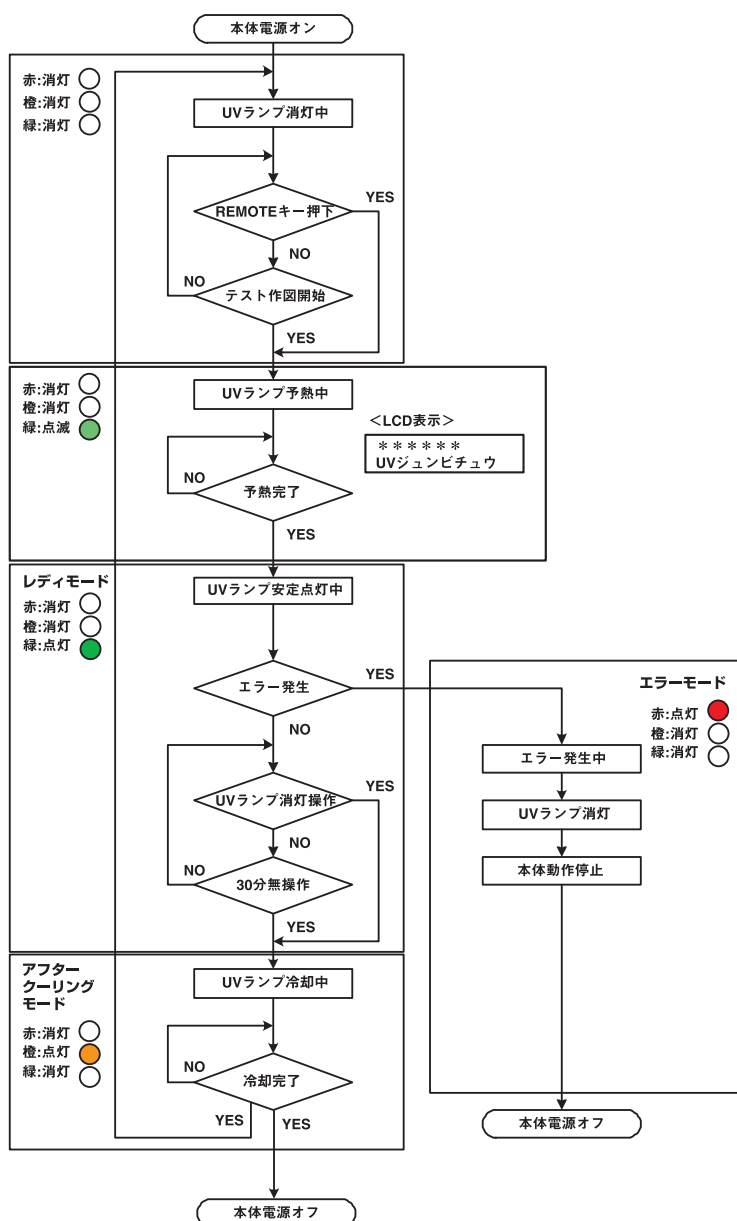 本体電源オン
赤:消灯
橙:消灯
緑:消灯
UVランプ消灯中
REMOTEキー押下
YES
NO
テスト作図開始
NO
YES
赤:消灯
橙:消灯
緑:点滅
UVランプ予熱中
<LCD表示>
******
UVジュンビチュウ
予熱完了
NO
YES
レディモード
赤:消灯
橙:消灯
緑:点灯
UVランプ安定点灯中
エラー発生
YES
NO
UVランプ消灯操作
YES
NO
30分無操作
NO
YES
エラーモード
赤:点灯
橙:消灯
緑:消灯
エラー発生中
UVランプ消灯
本体動作停止
本体電源オフ
アフター
クーリング
モード
赤:消灯
橙:点灯
緑:消灯
UVランプ冷却中
冷却完了
NO
YES
YES
本体電源オフ